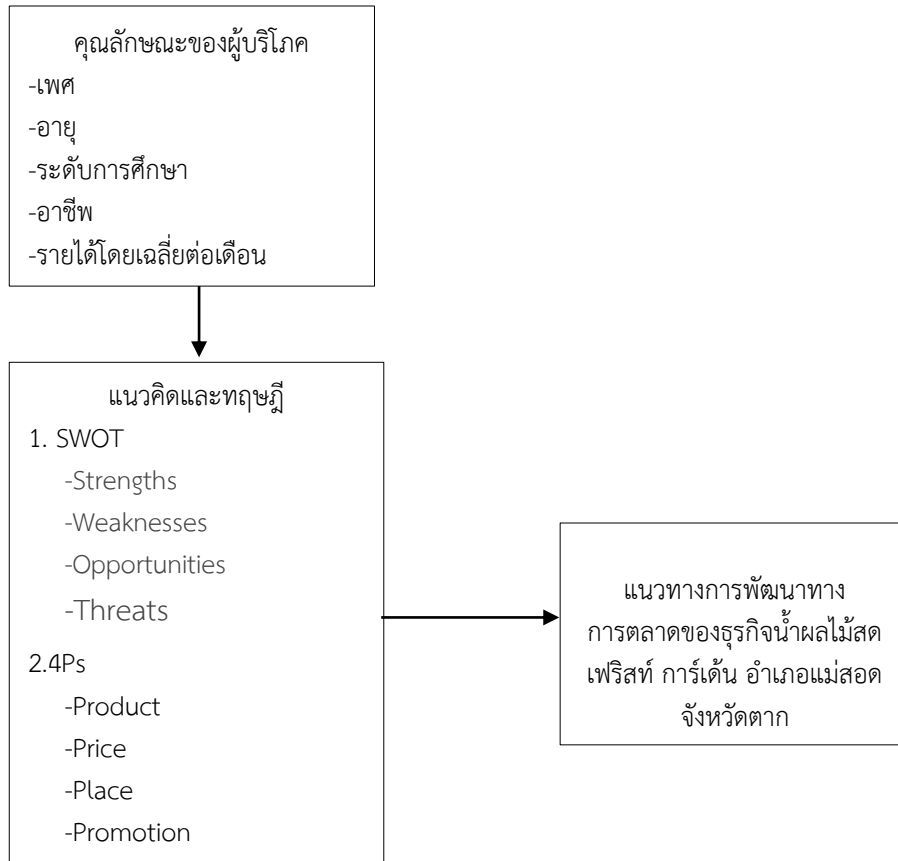 คุณลักษณะของผู้บริโภค
-เพศ
-อายุ
-ระดับการศึกษา
-อาชีพ
-รายได้โดยเฉลี่ยต่อเดือน
แนวคิดและทฤษฎี
1. SWOT
-Strengths
-Weaknesses
-Opportunities
-Threats
2.4Ps
-Product
-Price
-Place
-Promotion
แนวทางการพัฒนาทาง
การตลาดของธุรกิจน้ำผลไม้สด
เฟริสท์ การ์เด้น อำเภอแม่สอด
จังหวัดตาก